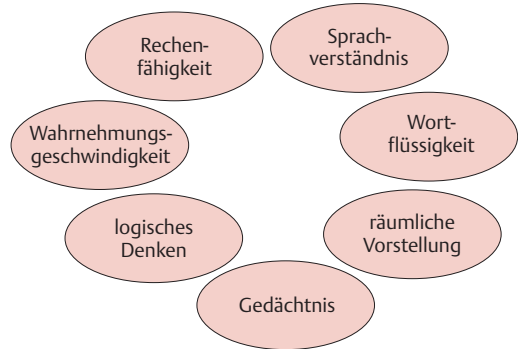 Rechen-
fähigkeit
Sprach-
verständnis
Wahrnehmungs-
geschwindigkeit
Wort-
flüssigkeit
logisches
Denken
räumliche
Vorstellung
Gedächtnis